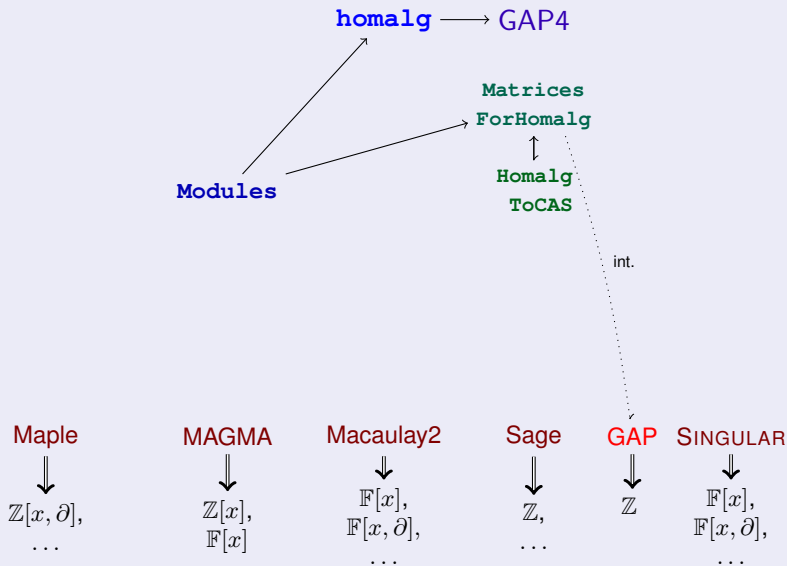 homalg GAP4
Matrices
ForHomalg
Modules
Homalg
ToCAS
int.
Maple MAGMA Macaulay2 Sage GAP SINGULAR
ℤ[x, ∂], ℤ[x], 𝔽[x], ℤ, ℤ 𝔽[x],
... 𝔽[x] 𝔽[x, ∂], ... 𝔽[x, ∂],
... ...